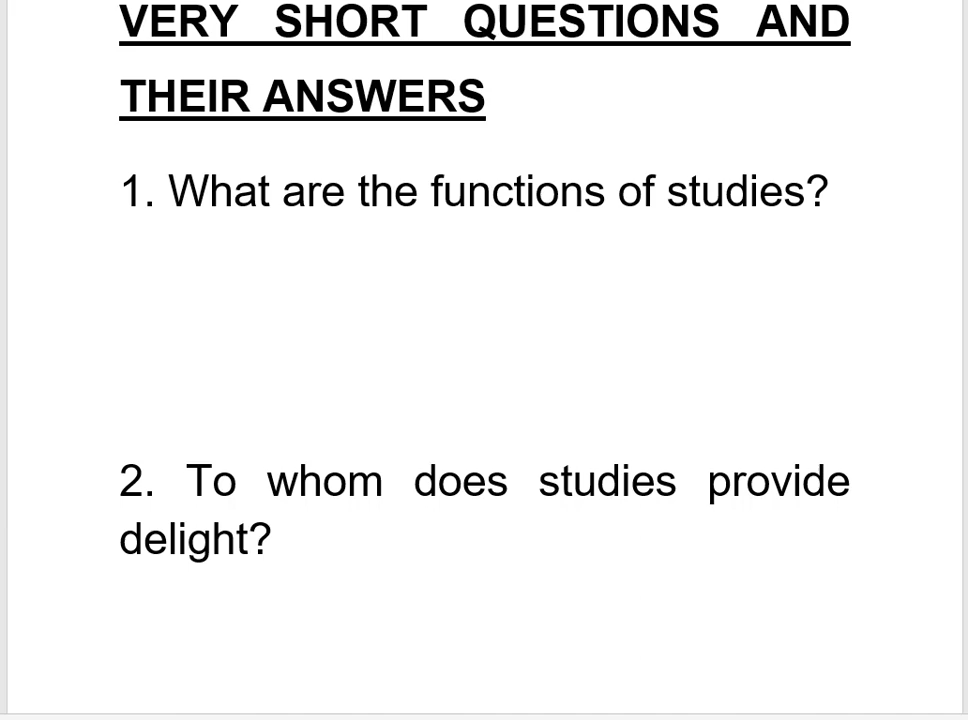 VERY SHORT QUESTIONS AND
THEIR ANSWERS
1. What are the functions of studies?
2. To whom does studies provide
delight?